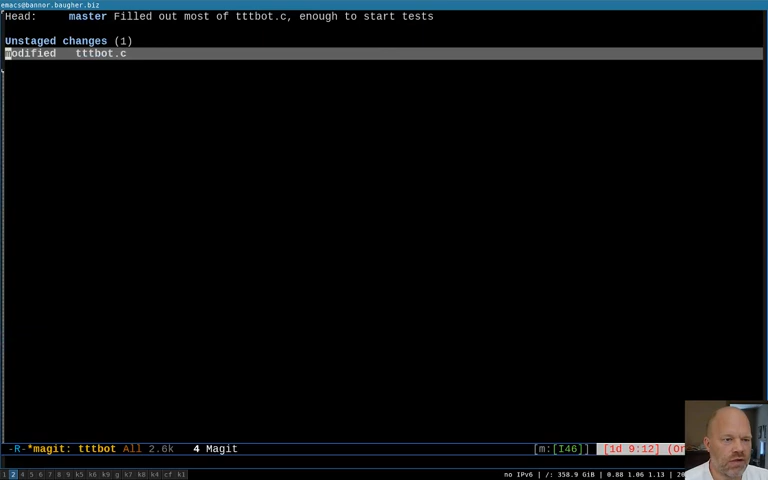 emacs@bannor.baugher.biz
Head:     master Filled out most of tttbot.c, enough to start tests
Unstaged changes (1)
modified   tttbot.c
-R-*magit: tttbot All 2.6k   4 Magit   [m:[I46]] [1d 9:12] (Or
1 2 4 5 6 7 8 9 g k5 k6 k9 g k7 k8 k4 cf k1   no IPv6 | /: 358.9 GiB | 0.88 1.06 1.13 | 20